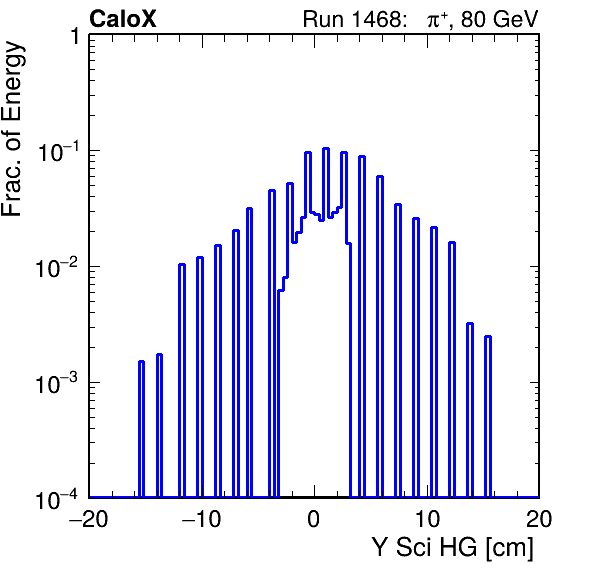 CaloX Run 1468: π⁺, 80 GeV
Frac. of Energy
1
10⁻¹
10⁻²
10⁻³
10⁻⁴
−20 −10 0 10 20
Y Sci HG [cm]